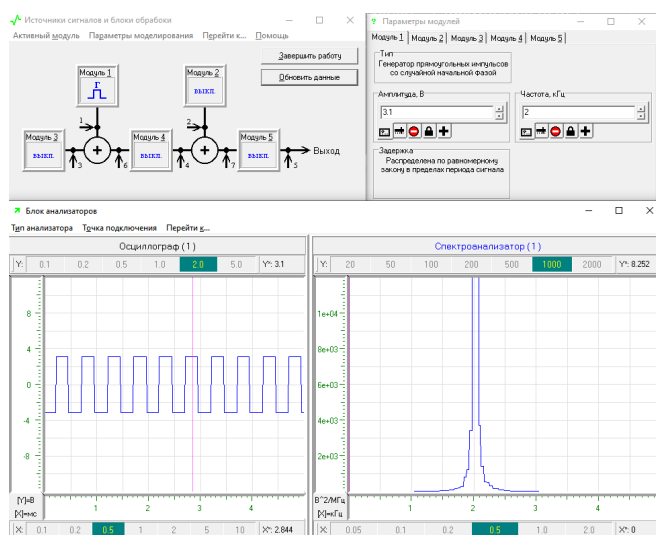 Источники сигналов и блоки обрабоки
Активный модуль Параметры моделирования Перейти к... Помощь
Завершить работу
Обновить данные
Модуль 1
Г
Модуль 2
выкл.
1
2
Модуль 3
выкл.
Модуль 4
выкл.
Модуль 5
выкл.
+
+
Выход
3
6
4
7
5
? Параметры модулей
Модуль 1 Модуль 2 Модуль 3 Модуль 4 Модуль 5
Тип
Генератор прямоугольных импульсов
со случайной начальной фазой
Амплитуда, В
3.1
Частота, кГц
2
Задержка
Распределена по равномерному
закону в пределах периода сигнала
Блок анализаторов
Тип анализатора Точка подключения Перейти к...
Осциллограф ( 1 )
Y: 0.1 0.2 0.5 1.0 2.0 5.0 Y*: 3.1
8
4
0
-4
-8
[Y]=В
[X]=мс
1 2 3 4
X: 0.1 0.2 0.5 1 2 5 10 X*: 2.844
Спектроанализатор ( 1 )
Y: 20 50 100 200 500 1000 2000 Y*: 8.252
1e+04
8e+03
6e+03
4e+03
2e+03
В^2/МГц
[X]=кГц
1 2 3 4
X: 0.05 0.1 0.2 0.5 1.0 2.0 X*: 0